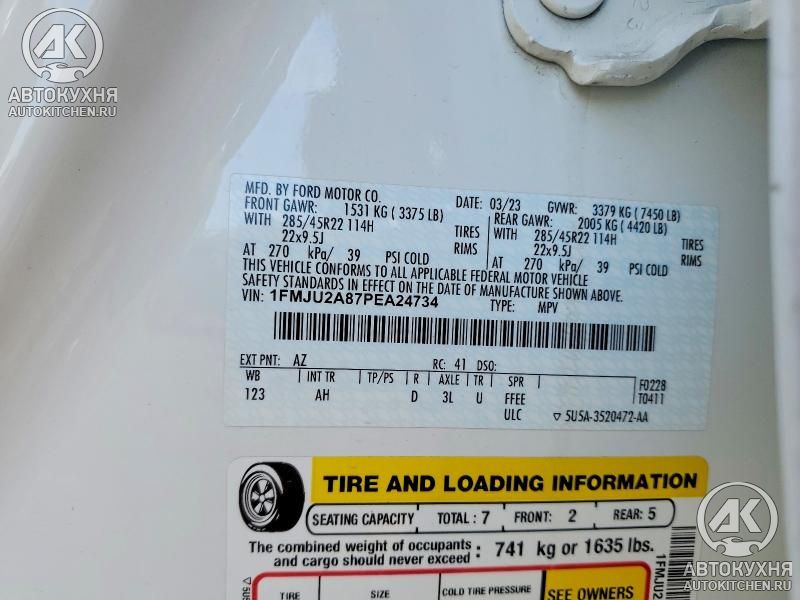 AK
АВТОКУХНЯ
AUTOKITCHEN.RU
MFD. BY FORD MOTOR CO. DATE: 03/23 GVWR: 3379 KG (7450 LB)
FRONT GAWR: 1531 KG (3375 LB) REAR GAWR: 2005 KG (4420 LB)
WITH 285/45R22 114H TIRES WITH 285/45R22 114H TIRES
22x9.5J RIMS 22x9.5J RIMS
AT 270 kPa/ 39 PSI COLD AT 270 kPa/ 39 PSI COLD
THIS VEHICLE CONFORMS TO ALL APPLICABLE FEDERAL MOTOR VEHICLE
SAFETY STANDARDS IN EFFECT ON THE DATE OF MANUFACTURE SHOWN ABOVE.
VIN: 1FMJU2A87PEA24734 TYPE: MPV
EXT PNT: AZ RC: 41 DSO:
WB INT TR TP/PS R AXLE TR SPR F0228
123 AH D 3L U FFEE T0411
ULC ▽ 5U5A-3520472-AA
TIRE AND LOADING INFORMATION
SEATING CAPACITY TOTAL: 7 FRONT: 2 REAR: 5
The combined weight of occupants and cargo should never exceed : 741 kg or 1635 lbs.
TIRE SIZE COLD TIRE PRESSURE SEE OWNERS
▽ 5U5
1FMJU2
AK
АВТОКУХНЯ
AUTOKITCHEN.RU